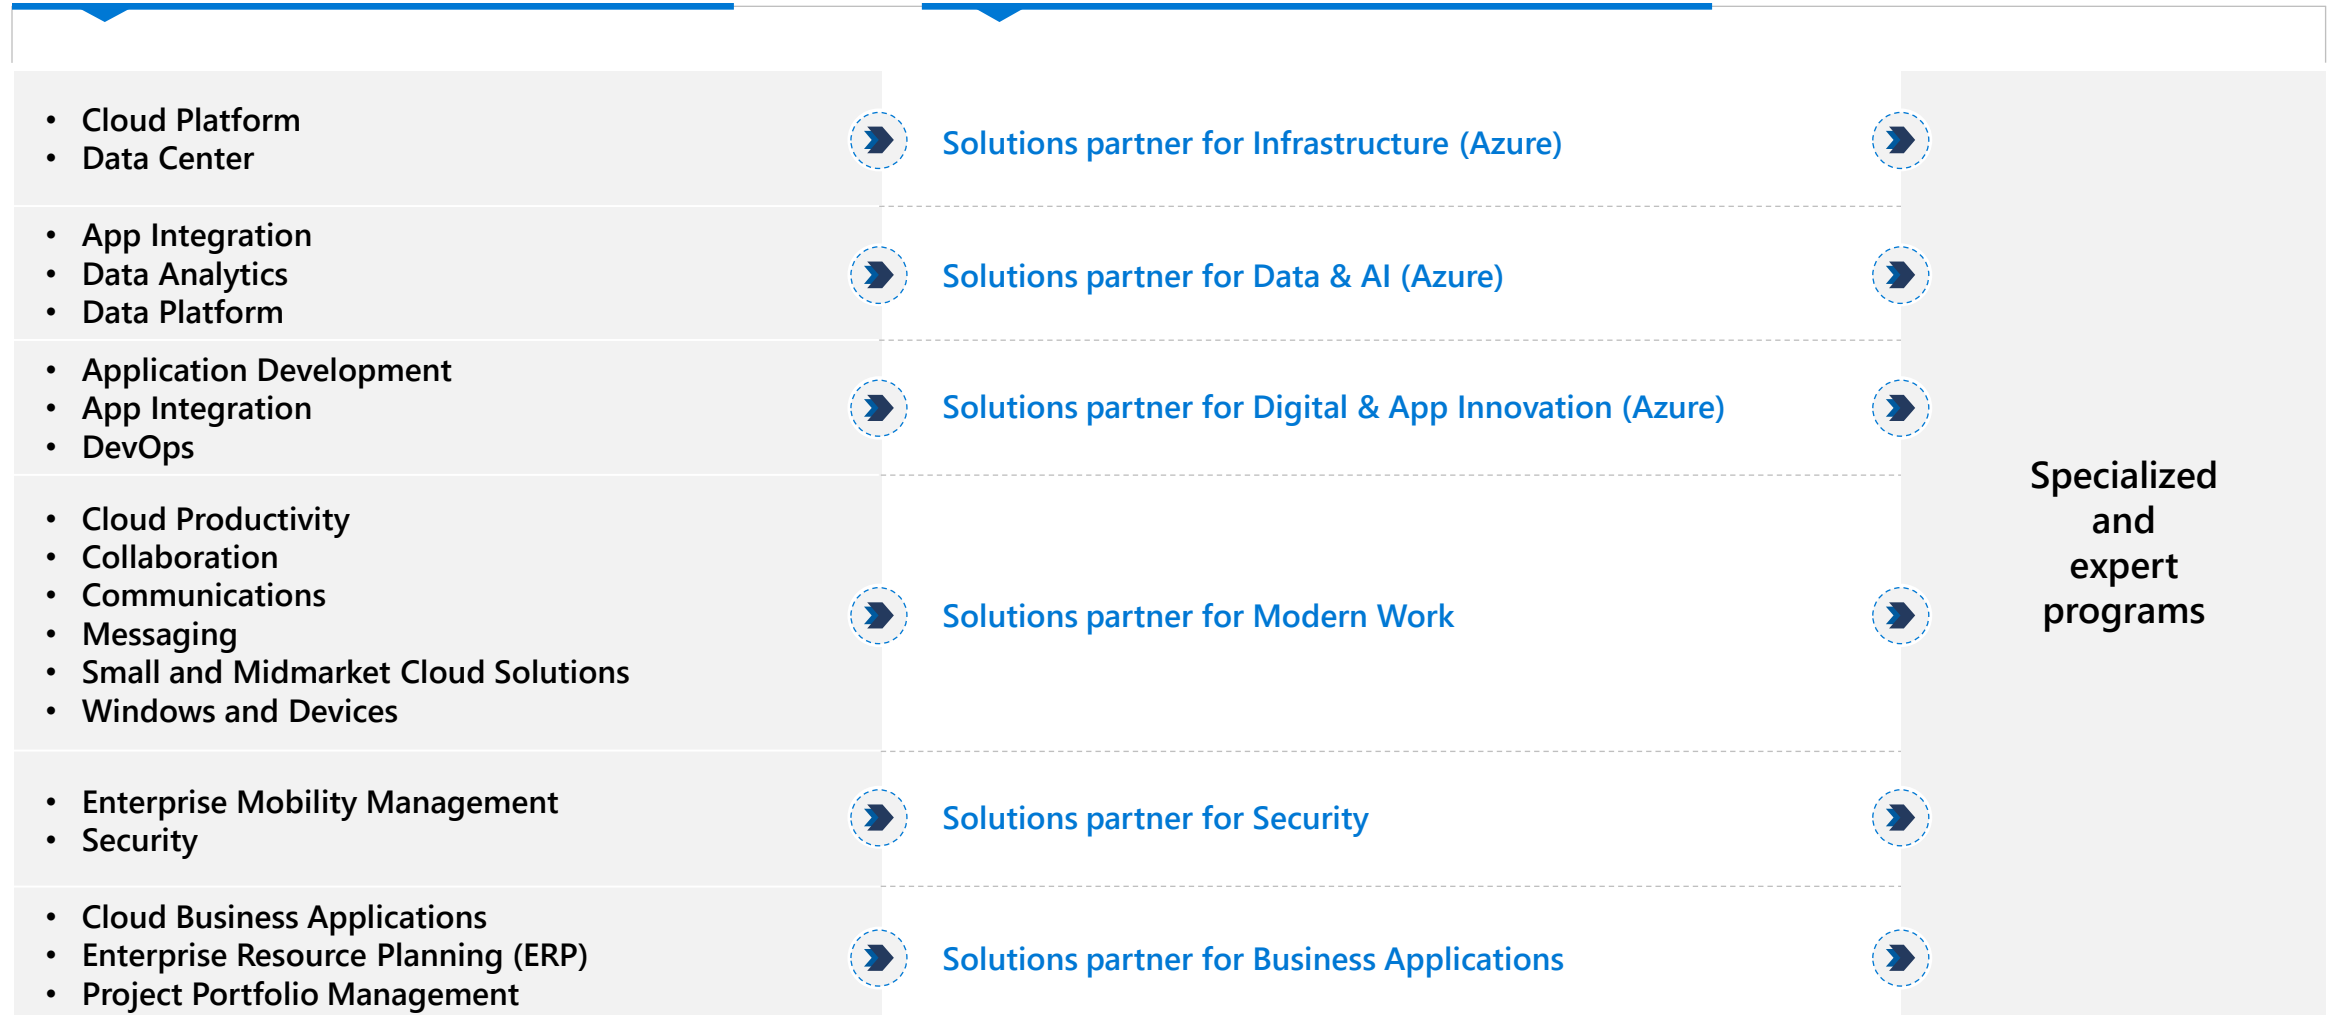 • Cloud Platform
• Data Center
Solutions partner for Infrastructure (Azure)
• App Integration
• Data Analytics
• Data Platform
Solutions partner for Data & AI (Azure)
• Application Development
• App Integration
• DevOps
Solutions partner for Digital & App Innovation (Azure)
• Cloud Productivity
• Collaboration
• Communications
• Messaging
• Small and Midmarket Cloud Solutions
• Windows and Devices
Solutions partner for Modern Work
• Enterprise Mobility Management
• Security
Solutions partner for Security
• Cloud Business Applications
• Enterprise Resource Planning (ERP)
• Project Portfolio Management
Solutions partner for Business Applications
Specialized
and
expert
programs